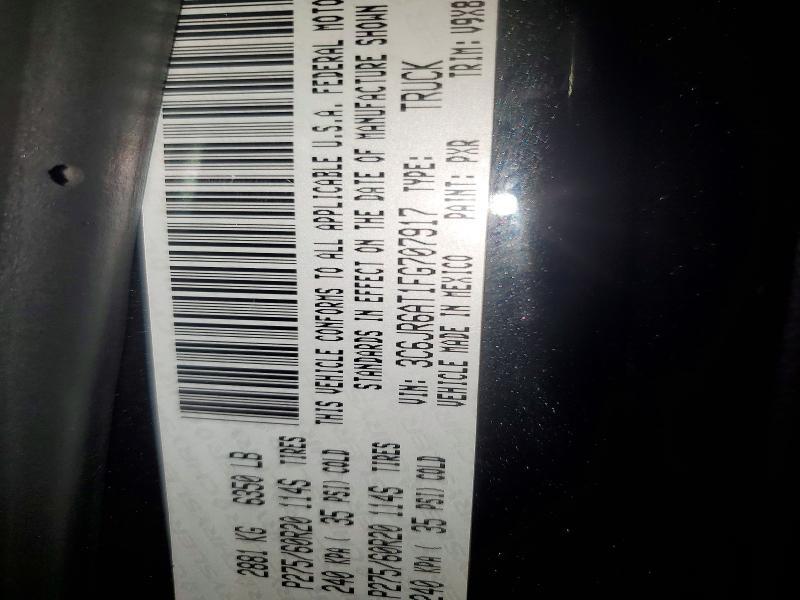 2881 KG 6350 LB
P275/60R20 114S TIRES
240 KPA ( 35 PSI) COLD
P275/60R20 114S TIRES
240 KPA ( 35 PSI) COLD
THIS VEHICLE CONFORMS TO ALL APPLICABLE U.S.A. FEDERAL MOTO
STANDARDS IN EFFECT ON THE DATE OF MANUFACTURE SHOWN
VIN: 3C6JR6AT1FG707917 TYPE: TRUCK
VEHICLE MADE IN MEXICO PAINT: PXR TRIM: V9X8